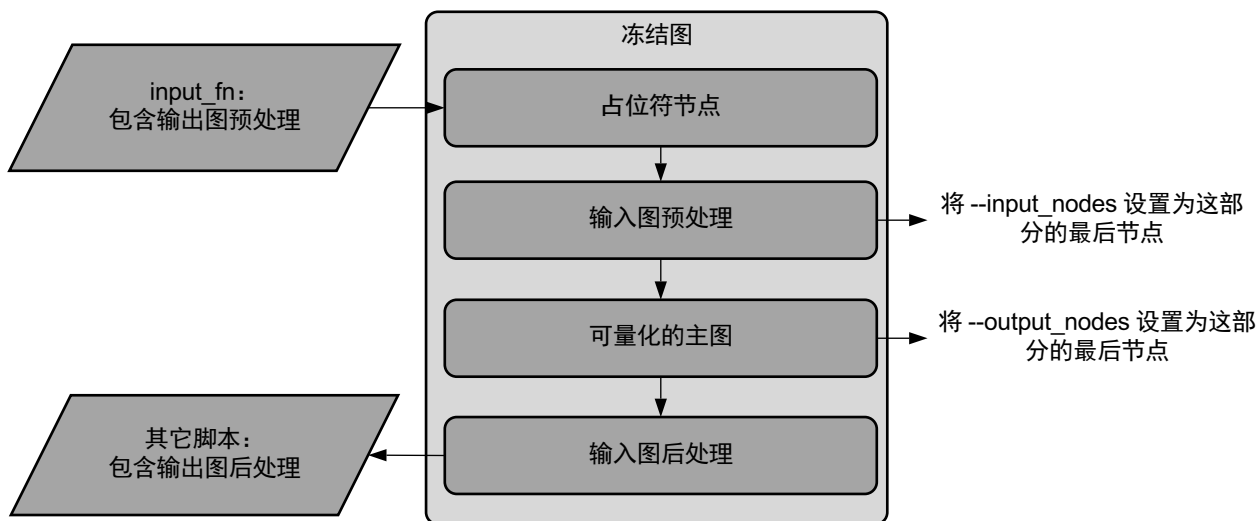 冻结图
input_fn：
包含输出图预处理
占位符节点
输入图预处理
将 --input_nodes 设置为这部
分的最后节点
可量化的主图
将 --output_nodes 设置为这部
分的最后节点
其它脚本：
包含输出图后处理
输入图后处理